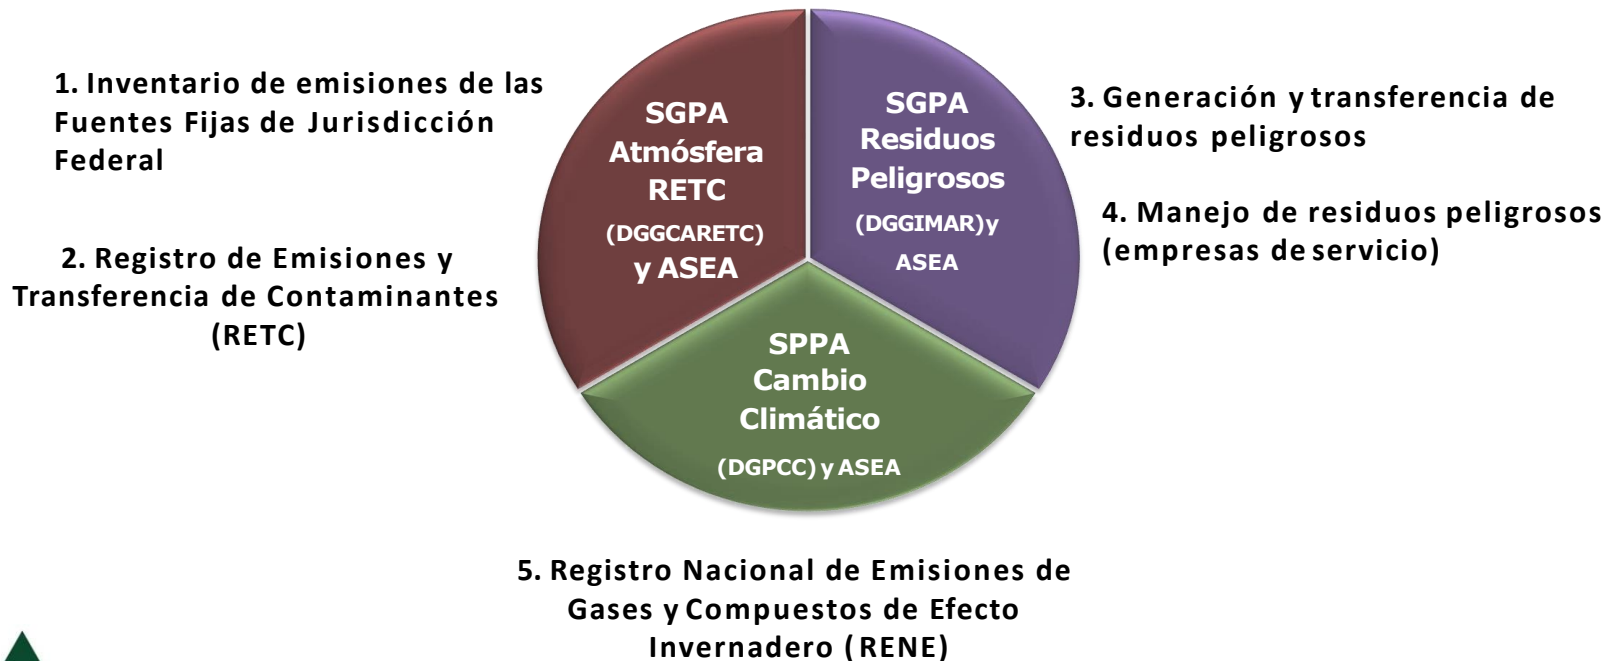 1. Inventario de emisiones de las
Fuentes Fijas de Jurisdicción
Federal
2. Registro de Emisiones y
Transferencia de Contaminantes
(RETC)
SGPA
Atmósfera
RETC
(DGGCARETC)
y ASEA
SGPA
Residuos
Peligrosos
(DGGIMAR) y
ASEA
3. Generación y transferencia de
residuos peligrosos
4. Manejo de residuos peligrosos
(empresas de servicio)
SPPA
Cambio
Climático
(DGPCC) y ASEA
5. Registro Nacional de Emisiones de
Gases y Compuestos de Efecto
Invernadero (RENE)